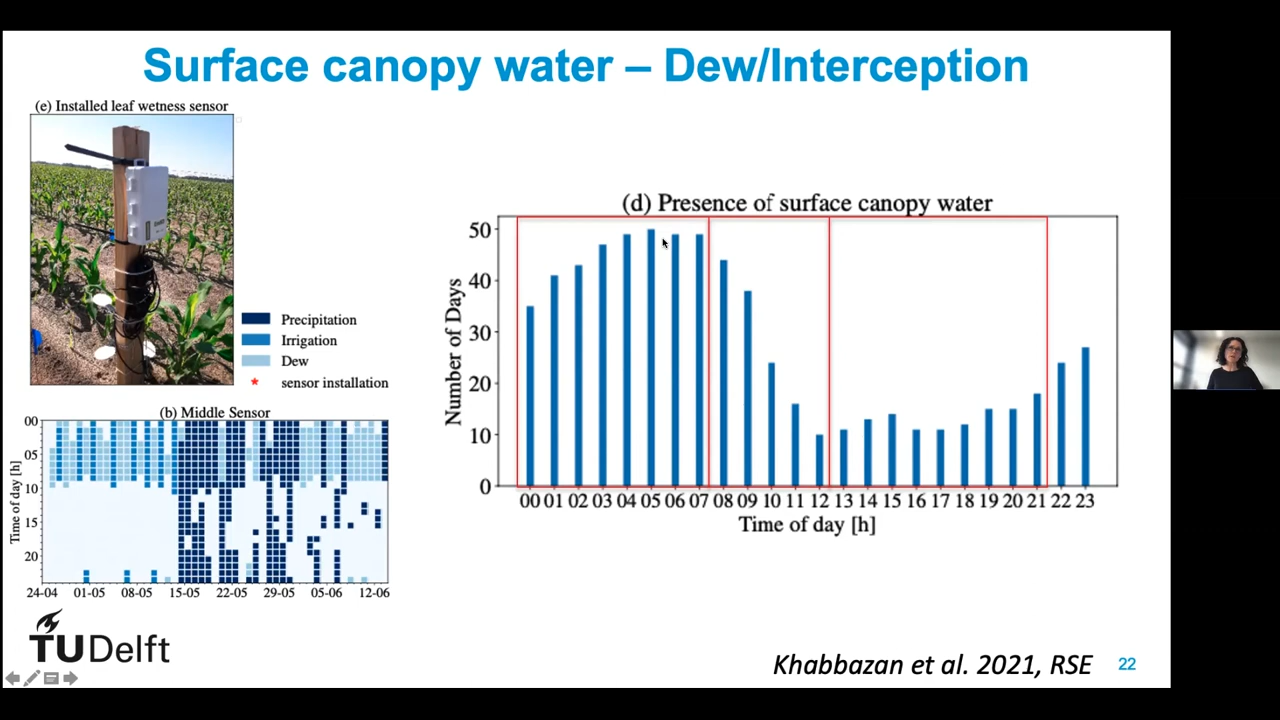 Surface canopy water – Dew/Interception
(e) Installed leaf wetness sensor
Precipitation
Irrigation
Dew
sensor installation
(b) Middle Sensor
00
05
10
15
20
Time of day [h]
24-04 01-05 08-05 15-05 22-05 29-05 05-06 12-06
(d) Presence of surface canopy water
50
40
30
20
10
0
Number of Days
00 01 02 03 04 05 06 07 08 09 10 11 12 13 14 15 16 17 18 19 20 21 22 23
Time of day [h]
TU Delft
Khabbazan et al. 2021, RSE
22